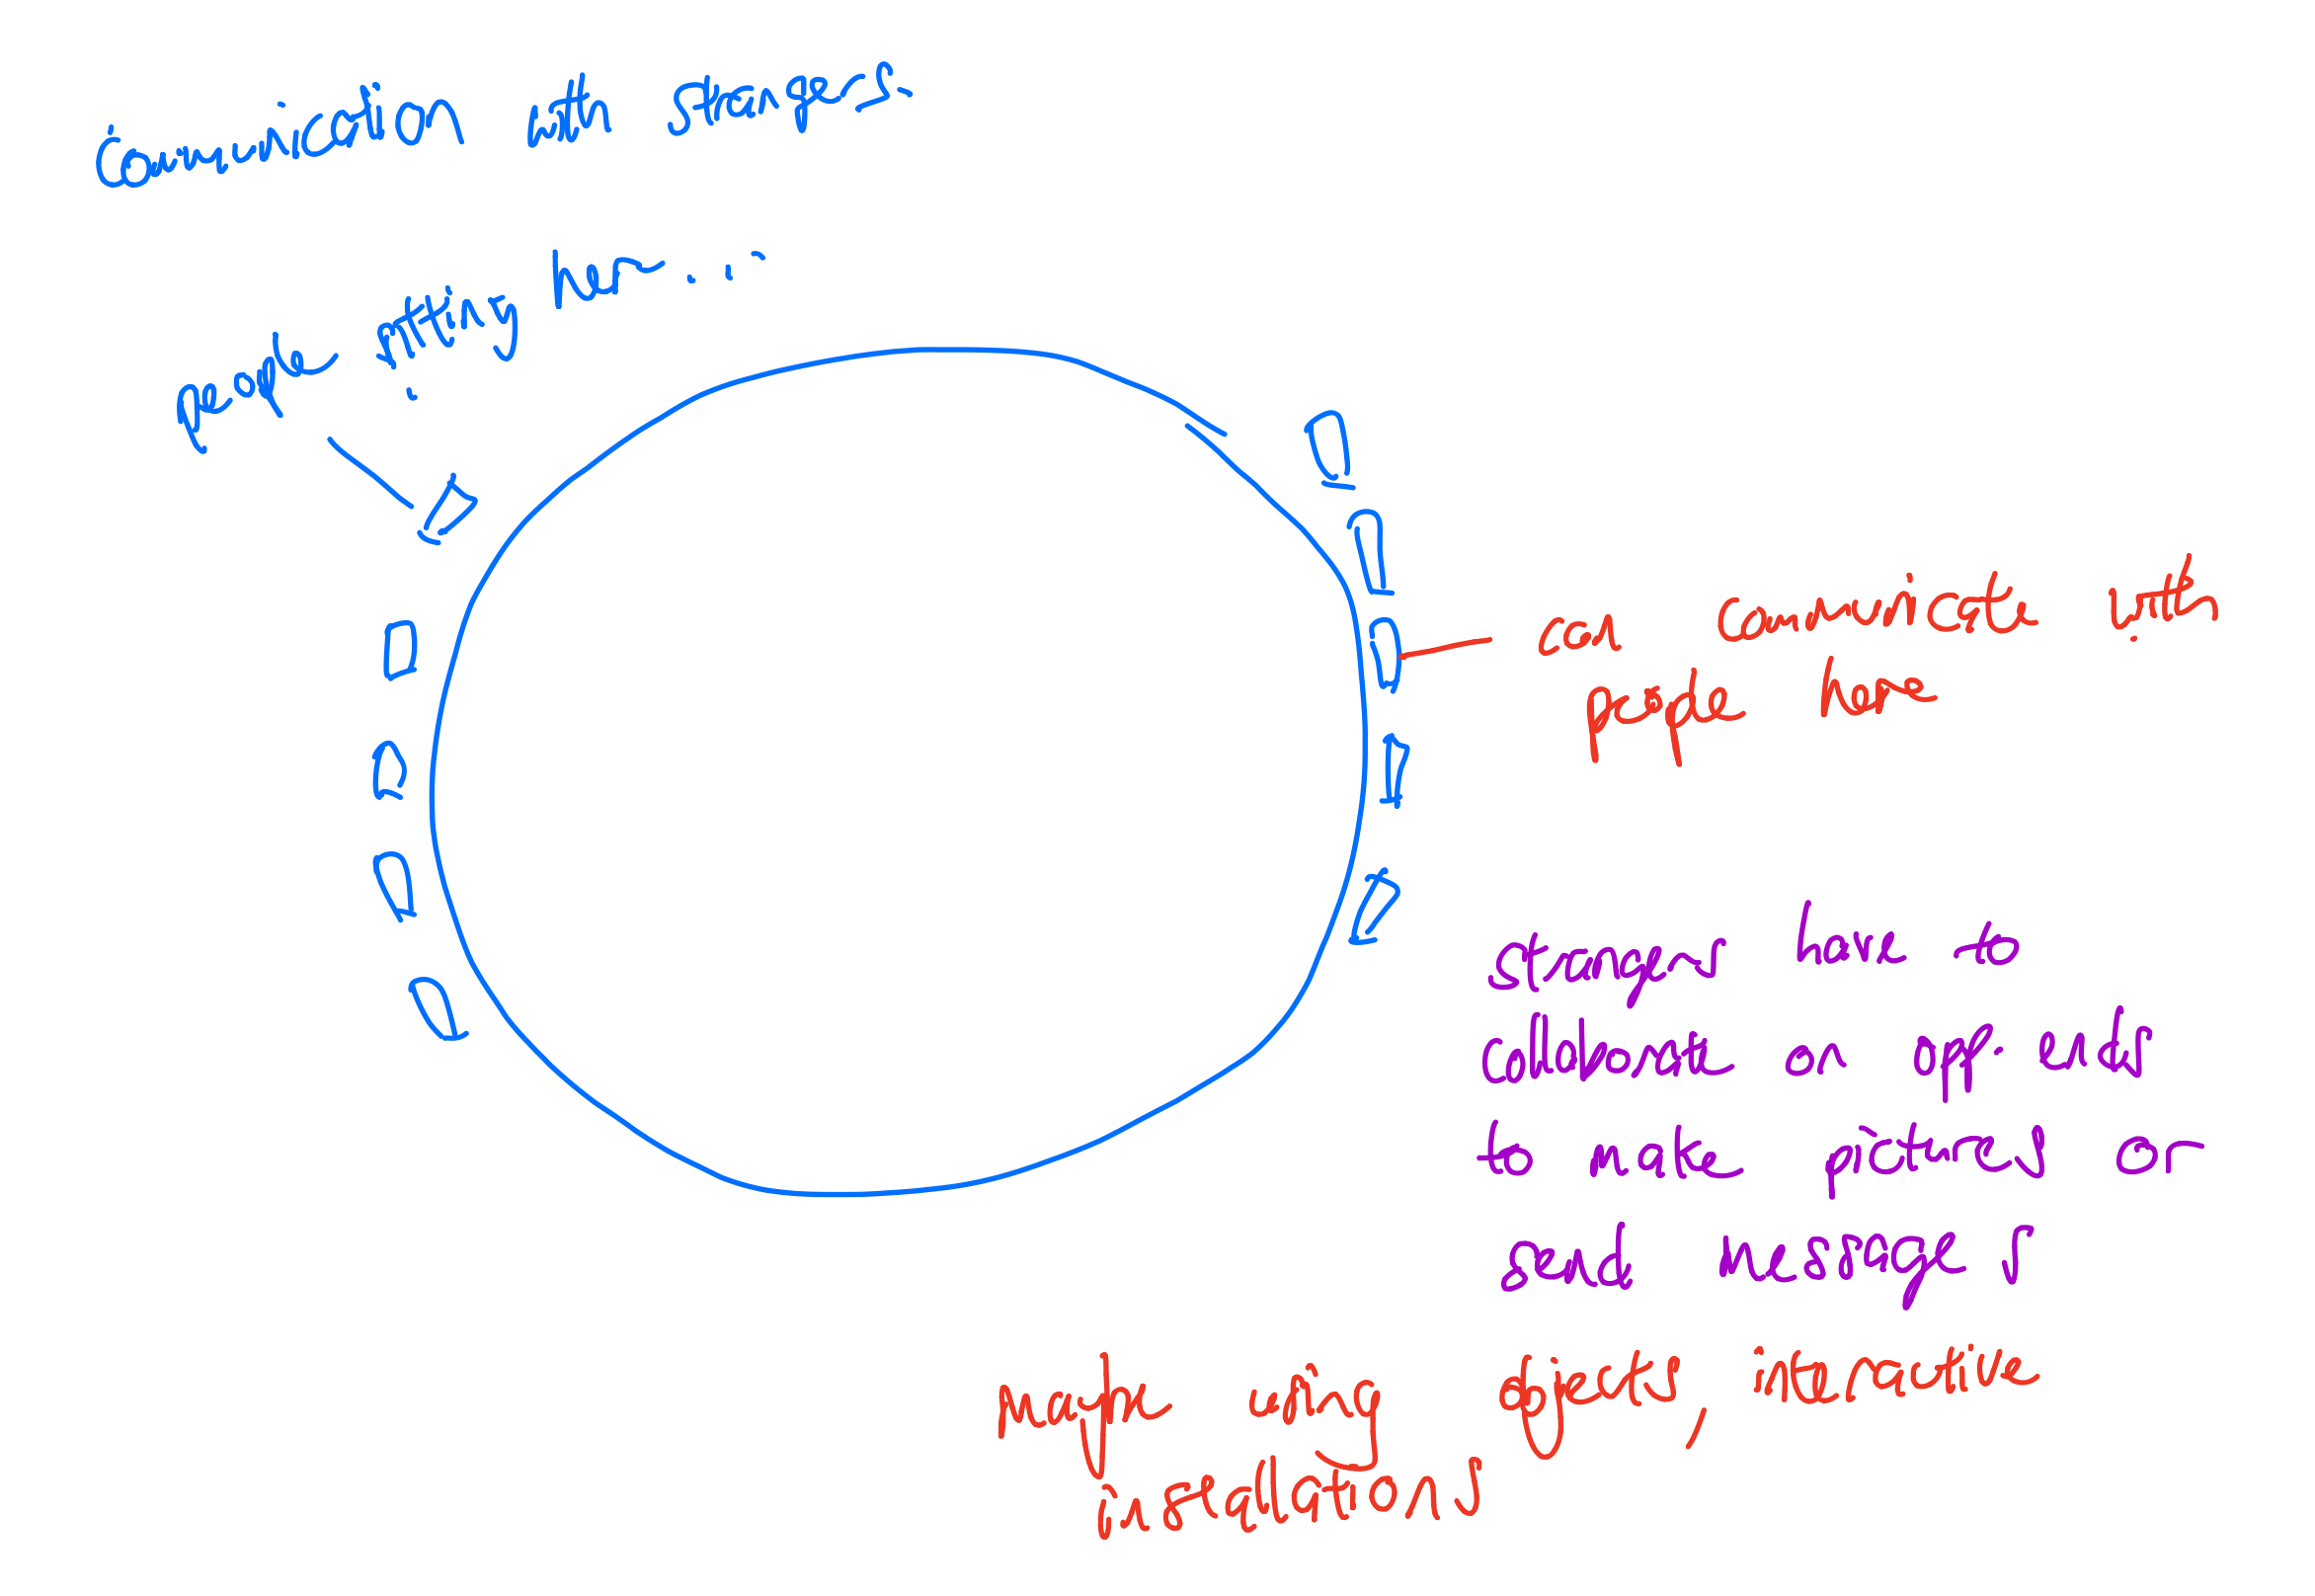 Communication with strangers.
people sitting here....
can communicate with
people here
strangers have to
collaborate on opp. ends
to make pictures or
send messages
Maybe using objects, interactive
installations